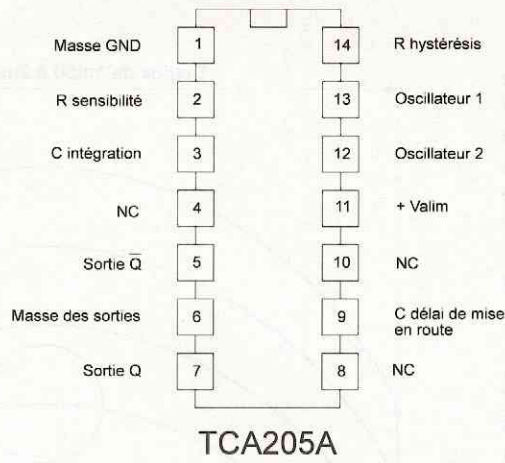 Masse GND 1 14 R hystérésis
R sensibilité 2 13 Oscillateur 1
C intégration 3 12 Oscillateur 2
NC 4 11 + Valim
Sortie Q̅ 5 10 NC
Masse des sorties 6 9 C délai de mise
en route
Sortie Q 7 8 NC
TCA205A